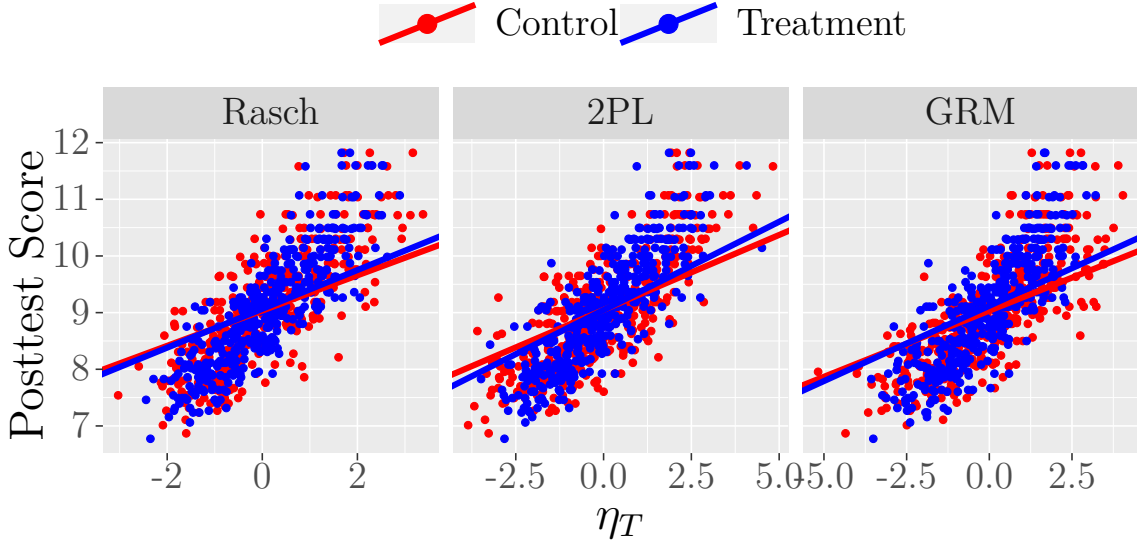 Control Treatment
Rasch 2PL GRM
Posttest Score
12
11
10
9
8
7
-2 0 2 -2.5 0.0 2.5 5.0 -5.0 -2.5 0.0 2.5
η_T